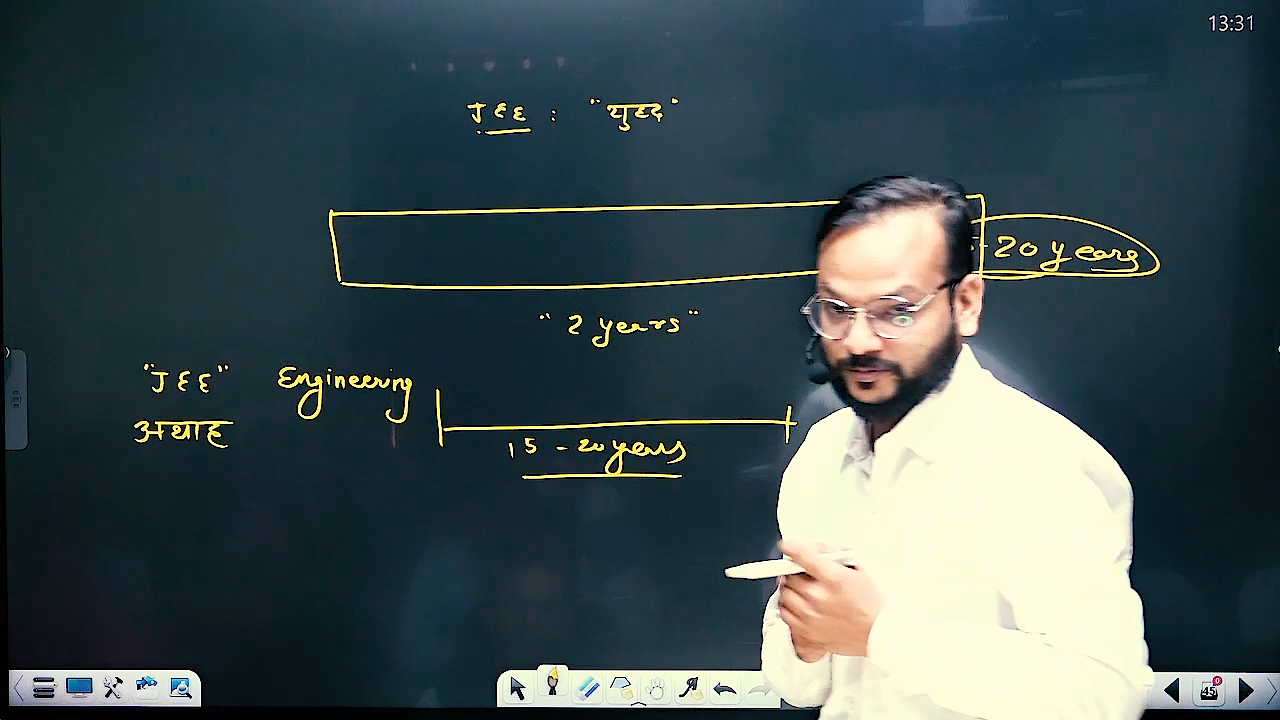 13:31
JEE : "युद्ध"
- 20 years
" 2 years "
"JEE" Engineering
अथाह
15 - 20 years
45